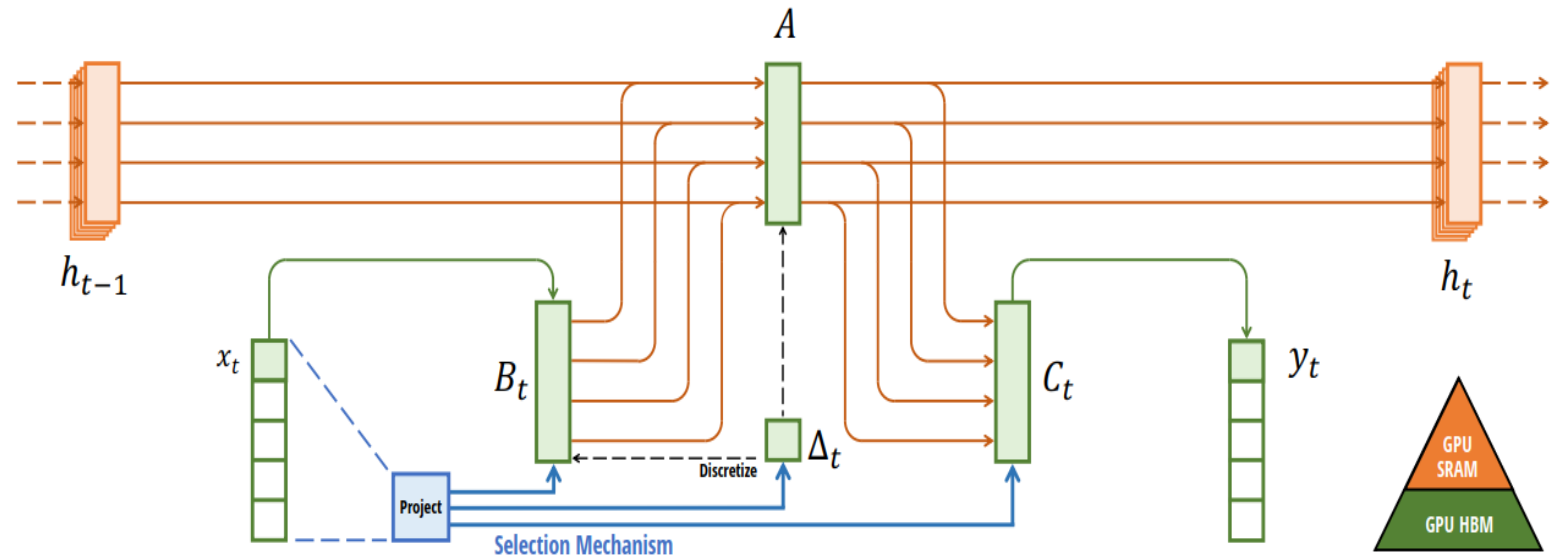 A
h_{t-1}
h_t
x_t
B_t
C_t
y_t
Δ_t
Discretize
Project
Selection Mechanism
GPU
SRAM
GPU HBM